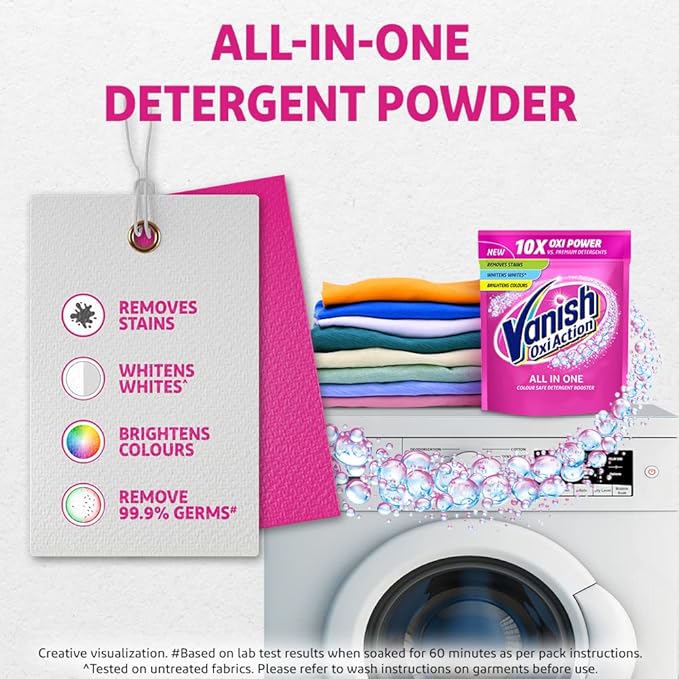 ALL-IN-ONE
DETERGENT POWDER
REMOVES
STAINS
WHITENS
WHITES^
BRIGHTENS
COLOURS
REMOVE
99.9% GERMS#
NEW
10X OXI POWER
VS. PREMIUM DETERGENTS
REMOVES STAINS
WHITENS WHITES^
BRIGHTENS COLOURS
Vanish
OxiAction
ALL IN ONE
COLOUR SAFE DETERGENT BOOSTER
COTTON
Creative visualization. #Based on lab test results when soaked for 60 minutes as per pack instructions.
^Tested on untreated fabrics. Please refer to wash instructions on garments before use.